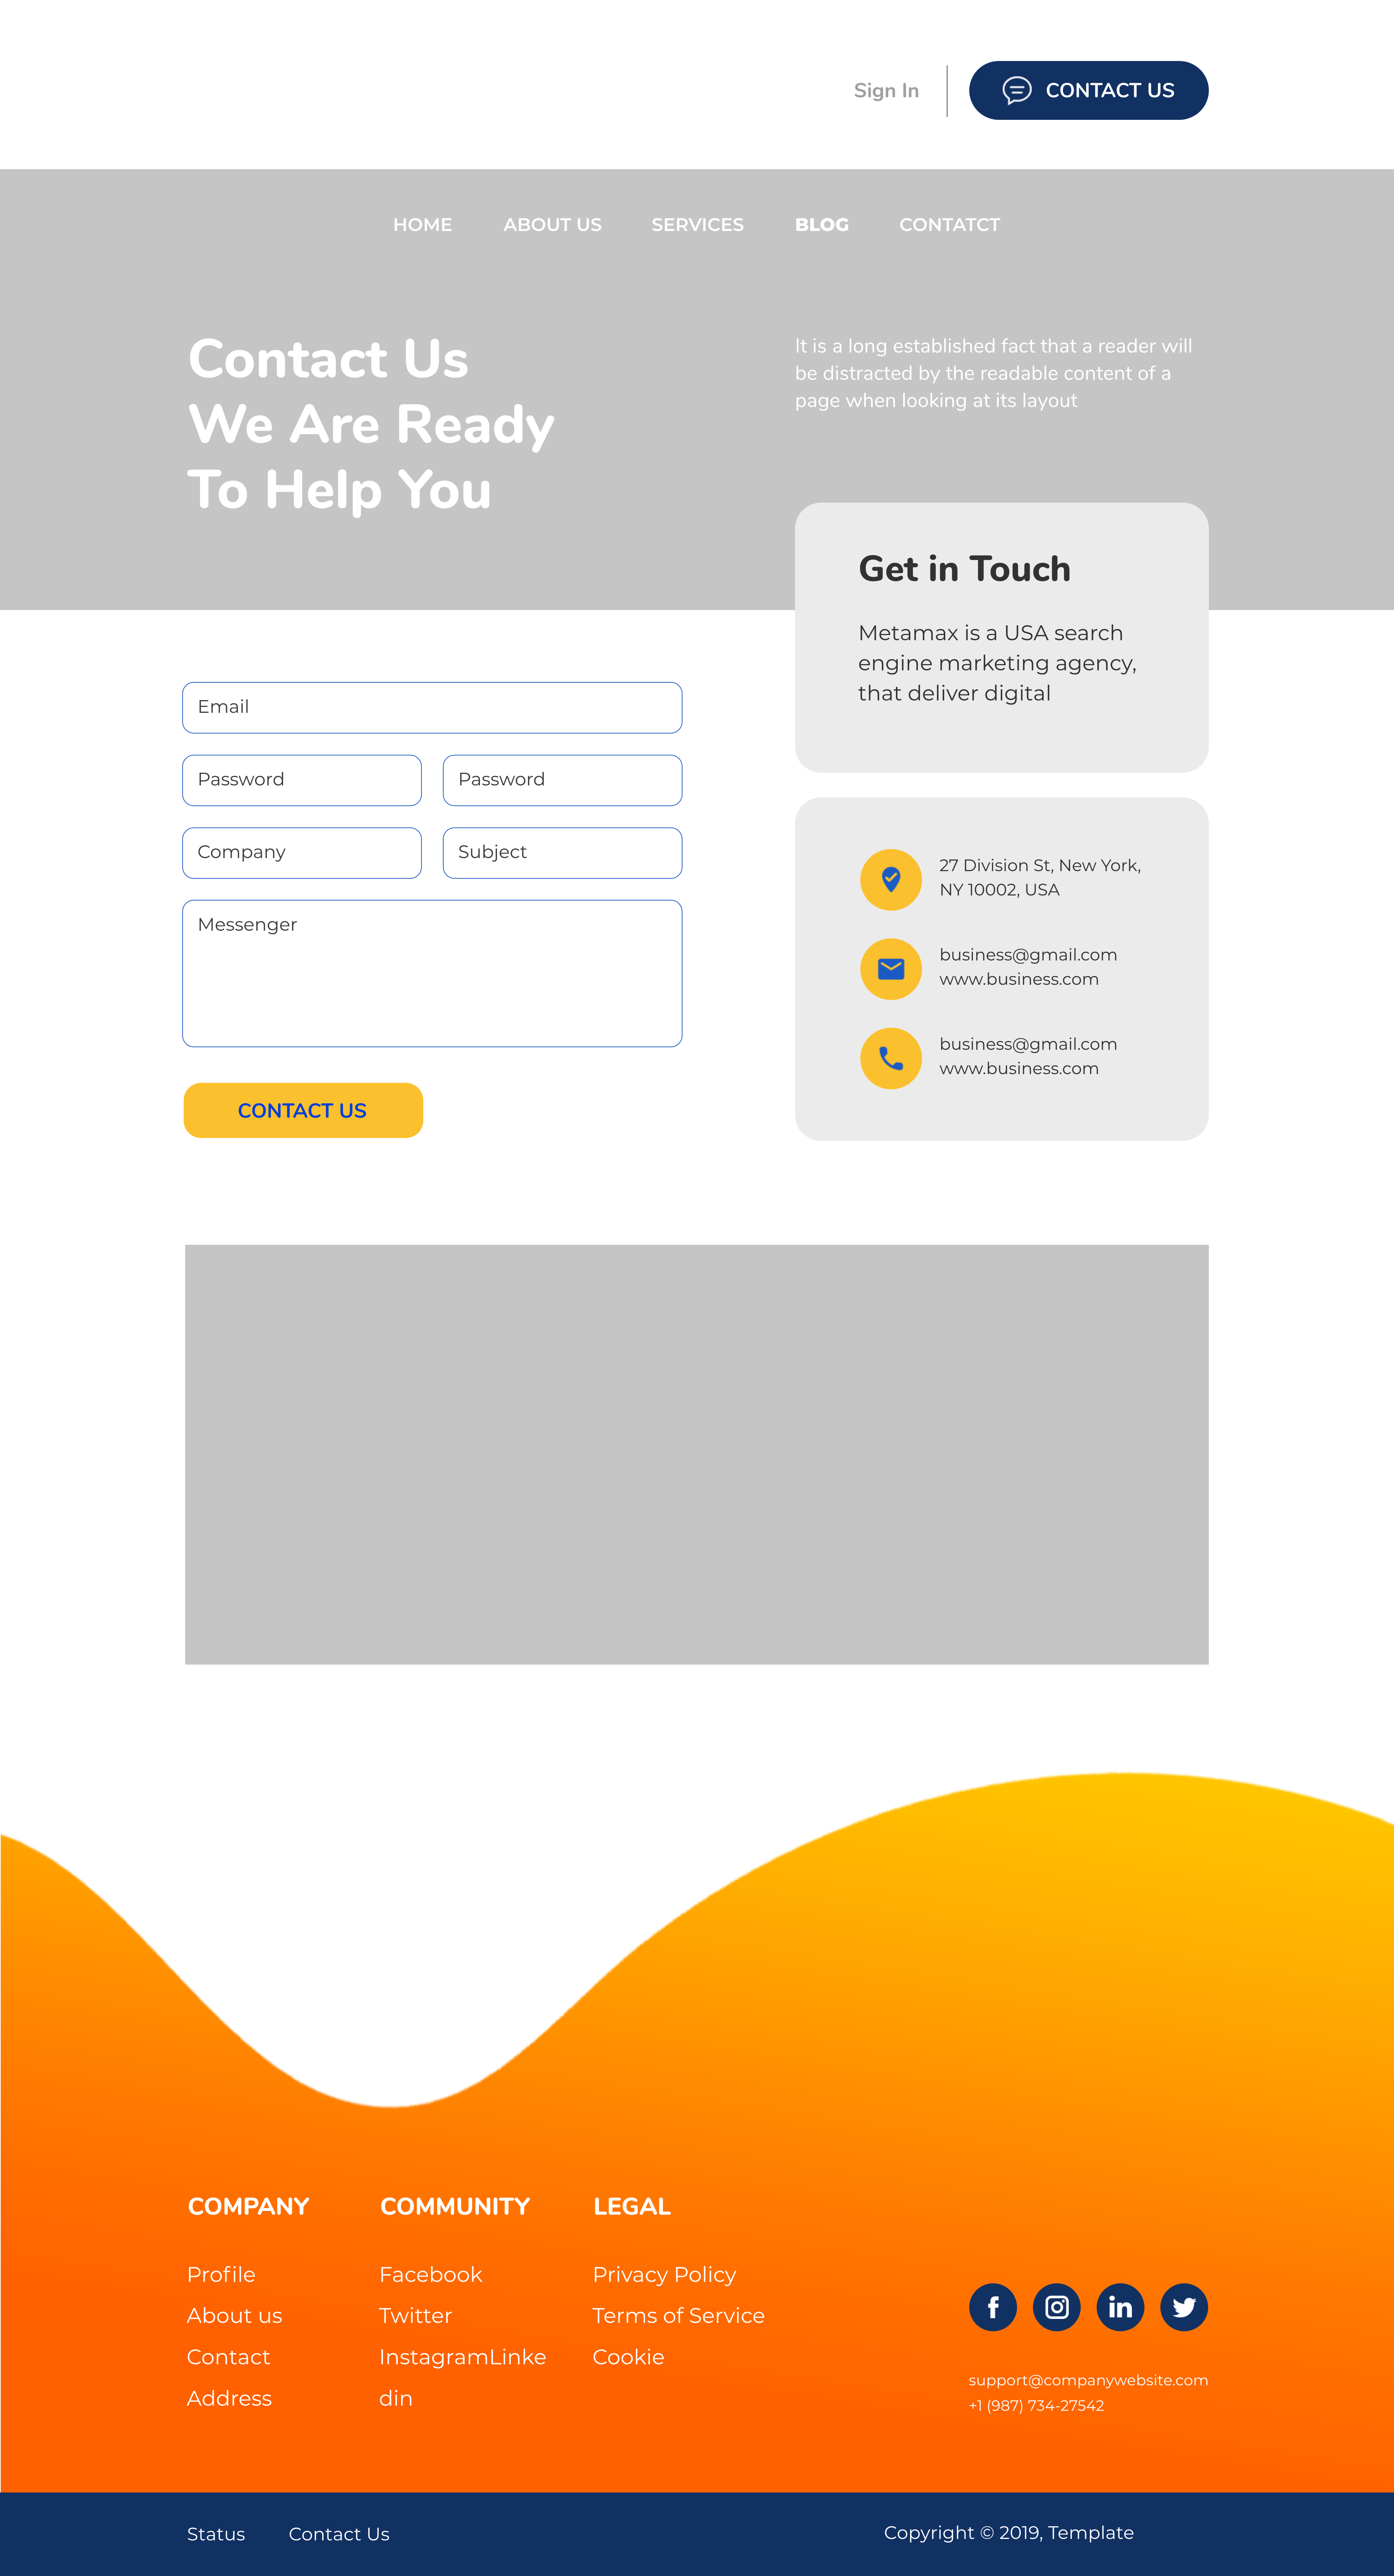 Sign In
CONTACT US
HOME ABOUT US SERVICES BLOG CONTATCT
Contact Us
We Are Ready
To Help You
It is a long established fact that a reader will
be distracted by the readable content of a
page when looking at its layout
Get in Touch
Metamax is a USA search
engine marketing agency,
that deliver digital
Email
Password
Password
Company
Subject
Messenger
CONTACT US
27 Division St, New York,
NY 10002, USA
business@gmail.com
www.business.com
business@gmail.com
www.business.com
COMPANY
Profile
About us
Contact
Address
COMMUNITY
Facebook
Twitter
InstagramLinke
din
LEGAL
Privacy Policy
Terms of Service
Cookie
support@companywebsite.com
+1 (987) 734-27542
Status
Contact Us
Copyright © 2019, Template